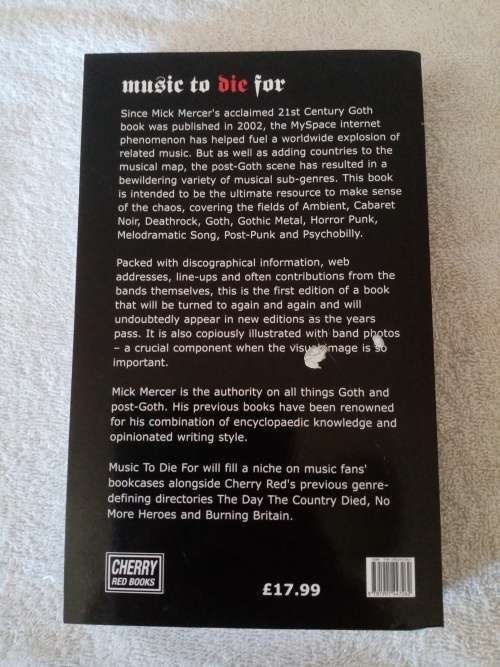 music to die for
Since Mick Mercer's acclaimed 21st Century Goth
book was published in 2002, the MySpace internet
phenomenon has helped fuel a worldwide explosion of
related music. But as well as adding countries to the
musical map, the post-Goth scene has resulted in a
bewildering variety of musical sub-genres. This book
is intended to be the ultimate resource to make sense
of the chaos, covering the fields of Ambient, Cabaret
Noir, Deathrock, Goth, Gothic Metal, Horror Punk,
Melodramatic Song, Post-Punk and Psychobilly.
Packed with discographical information, web
addresses, line-ups and often contributions from the
bands themselves, this is the first edition of a book
that will be turned to again and again and will
undoubtedly appear in new editions as the years
pass. It is also copiously illustrated with band photos
– a crucial component when the visual image is so
important.
Mick Mercer is the authority on all things Goth and
post-Goth. His previous books have been renowned
for his combination of encyclopaedic knowledge and
opinionated writing style.
Music To Die For will fill a niche on music fans'
bookcases alongside Cherry Red's previous genre-
defining directories The Day The Country Died, No
More Heroes and Burning Britain.
CHERRY
RED BOOKS
£17.99